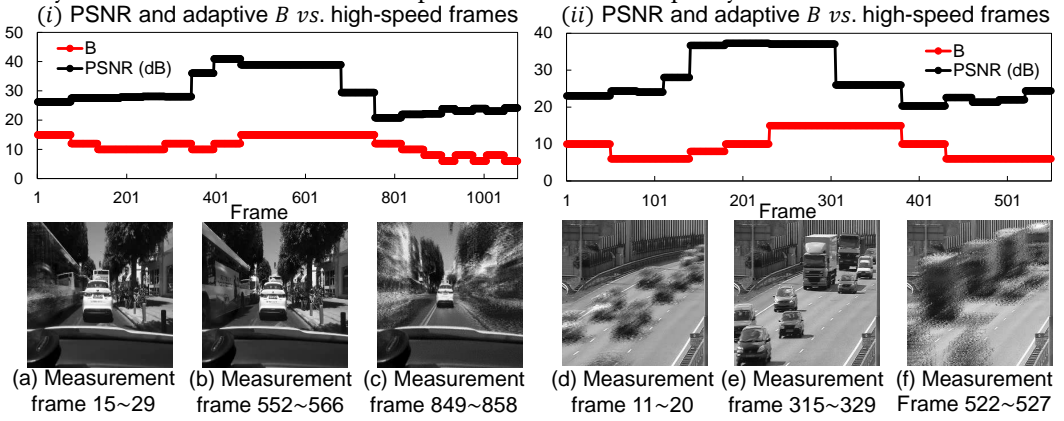 (i) PSNR and adaptive B vs. high-speed frames
50
40
30
20
10
0
B
PSNR (dB)
1 201 401 601 801 1001
Frame
(a) Measurement
frame 15~29
(b) Measurement
frame 552~566
(c) Measurement
frame 849~858
(ii) PSNR and adaptive B vs. high-speed frames
40
30
20
10
0
B
PSNR (dB)
1 101 201 301 401 501
Frame
(d) Measurement
frame 11~20
(e) Measurement
frame 315~329
(f) Measurement
Frame 522~527